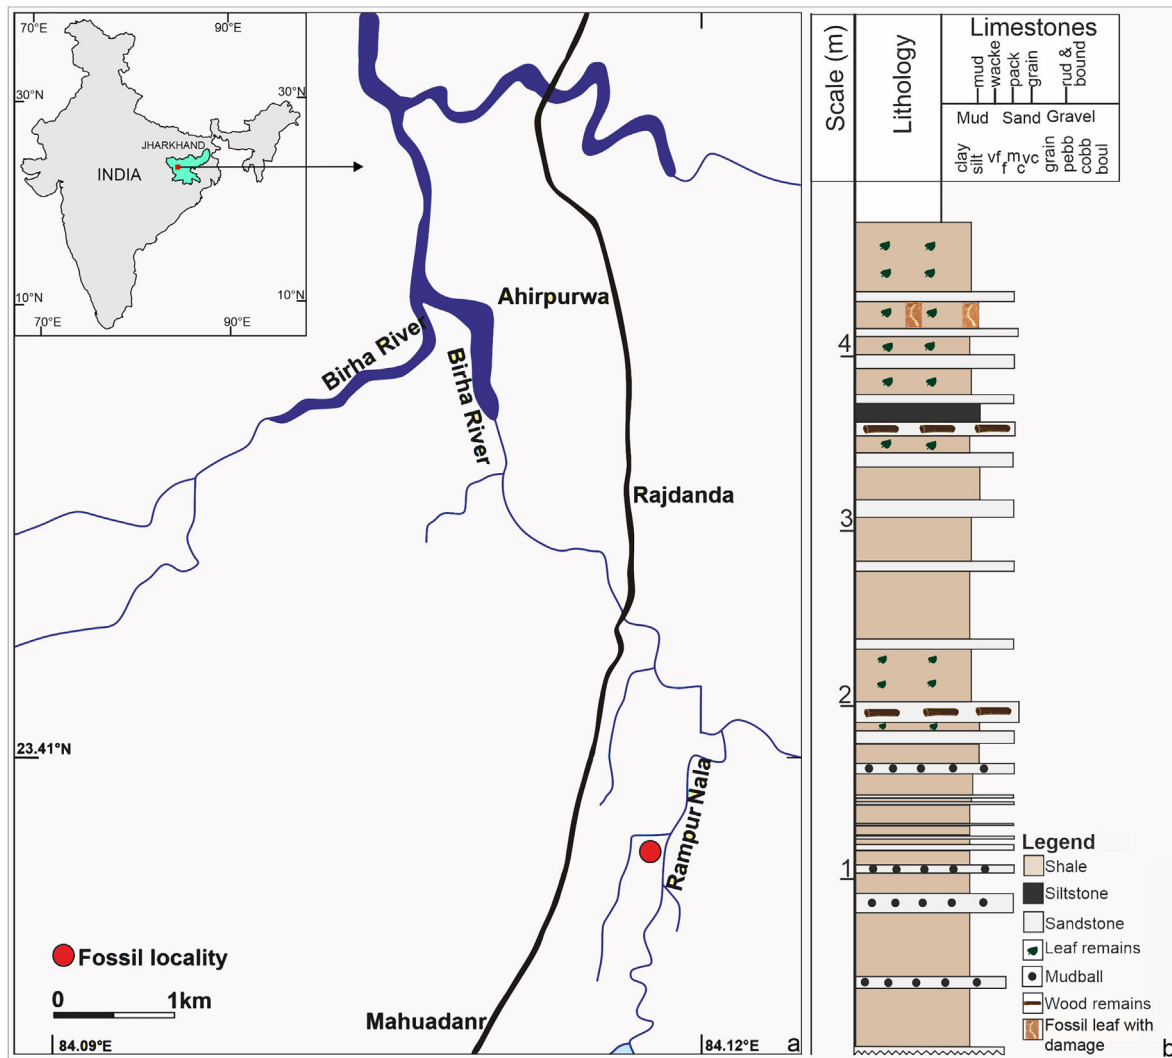 70°E
90°E
30°N
30°N
JHARKHAND
INDIA
10°N
10°N
70°E
90°E
Ahirpurwa
Birha River
Birha River
Rajdanda
23.41°N
Rampur Nala
Fossil locality
0 1km
Mahuadanr
84.09°E
84.12°E
a
Scale (m)
Lithology
Limestones
mud
wacke
pack
grain
rud & bound
Mud Sand Gravel
clay
silt
vf
f
m
c
vc
grain
pebb
cobb
boul
4
3
2
1
Legend
Shale
Siltstone
Sandstone
Leaf remains
Mudball
Wood remains
Fossil leaf with
damage
b